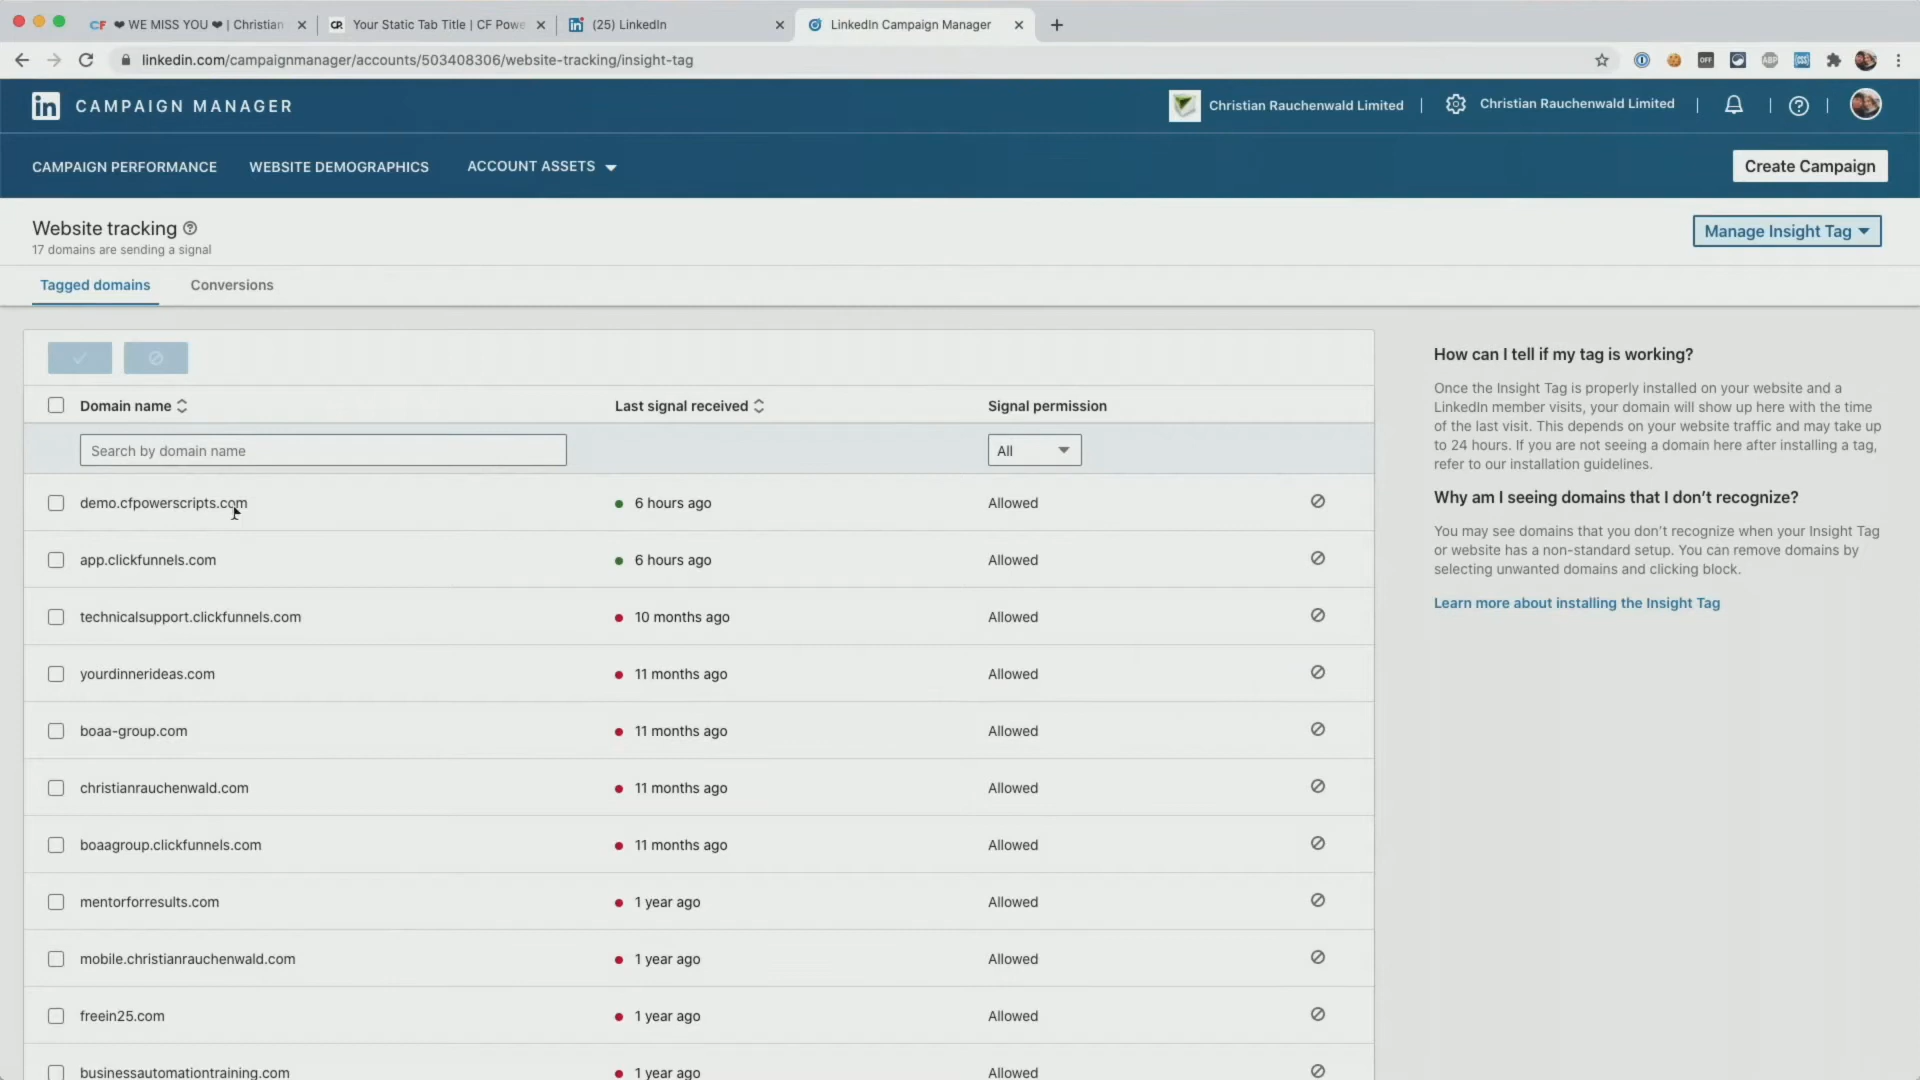 CF ❤ WE MISS YOU ❤ | Christian
CP. Your Static Tab Title | CF Powe
in (25) LinkedIn
LinkedIn Campaign Manager
linkedin.com/campaignmanager/accounts/503408306/website-tracking/insight-tag
OFF
ABP
in CAMPAIGN MANAGER
Christian Rauchenwald Limited
Christian Rauchenwald Limited
CAMPAIGN PERFORMANCE
WEBSITE DEMOGRAPHICS
ACCOUNT ASSETS
Create Campaign
Website tracking
17 domains are sending a signal
Manage Insight Tag
Tagged domains
Conversions
Domain name
Last signal received
Signal permission
Search by domain name
All
demo.cfpowerscripts.com 6 hours ago Allowed
app.clickfunnels.com 6 hours ago Allowed
technicalsupport.clickfunnels.com 10 months ago Allowed
yourdinnerideas.com 11 months ago Allowed
boaa-group.com 11 months ago Allowed
christianrauchenwald.com 11 months ago Allowed
boaagroup.clickfunnels.com 11 months ago Allowed
mentorforresults.com 1 year ago Allowed
mobile.christianrauchenwald.com 1 year ago Allowed
freein25.com 1 year ago Allowed
businessautomationtraining.com 1 year ago Allowed
How can I tell if my tag is working?
Once the Insight Tag is properly installed on your website and a
LinkedIn member visits, your domain will show up here with the time
of the last visit. This depends on your website traffic and may take up
to 24 hours. If you are not seeing a domain here after installing a tag,
refer to our installation guidelines.
Why am I seeing domains that I don't recognize?
You may see domains that you don't recognize when your Insight Tag
or website has a non-standard setup. You can remove domains by
selecting unwanted domains and clicking block.
Learn more about installing the Insight Tag